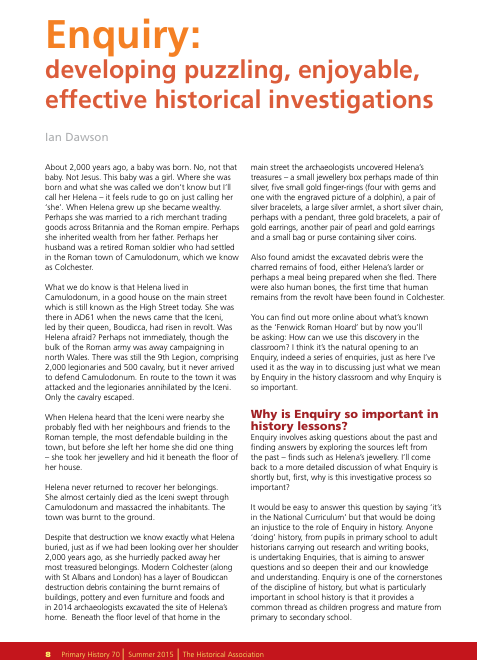 Enquiry:
developing puzzling, enjoyable,
effective historical investigations
Ian Dawson
About 2,000 years ago, a baby was born. No, not that
baby. Not Jesus. This baby was a girl. Where she was
born and what she was called we don't know but I'll
call her Helena – it feels rude to go on just calling her
'she'. When Helena grew up she became wealthy.
Perhaps she was married to a rich merchant trading
goods across Britannia and the Roman empire. Perhaps
she inherited wealth from her father. Perhaps her
husband was a retired Roman soldier who had settled
in the Roman town of Camulodunum, which we know
as Colchester.
What we do know is that Helena lived in
Camulodunum, in a good house on the main street
which is still known as the High Street today. She was
there in AD61 when the news came that the Iceni,
led by their queen, Boudicca, had risen in revolt. Was
Helena afraid? Perhaps not immediately, though the
bulk of the Roman army was away campaigning in
north Wales. There was still the 9th Legion, comprising
2,000 legionaries and 500 cavalry, but it never arrived
to defend Camulodunum. En route to the town it was
attacked and the legionaries annihilated by the Iceni.
Only the cavalry escaped.
When Helena heard that the Iceni were nearby she
probably fled with her neighbours and friends to the
Roman temple, the most defendable building in the
town, but before she left her home she did one thing
– she took her jewellery and hid it beneath the floor of
her house.
Helena never returned to recover her belongings.
She almost certainly died as the Iceni swept through
Camulodunum and massacred the inhabitants. The
town was burnt to the ground.
Despite that destruction we know exactly what Helena
buried, just as if we had been looking over her shoulder
2,000 years ago, as she hurriedly packed away her
most treasured belongings. Modern Colchester (along
with St Albans and London) has a layer of Boudiccan
destruction debris containing the burnt remains of
buildings, pottery and even furniture and foods and
in 2014 archaeologists excavated the site of Helena's
home. Beneath the floor level of that home in the
main street the archaeologists uncovered Helena's
treasures – a small jewellery box perhaps made of thin
silver, five small gold finger-rings (four with gems and
one with the engraved picture of a dolphin), a pair of
silver bracelets, a large silver armlet, a short silver chain,
perhaps with a pendant, three gold bracelets, a pair of
gold earrings, another pair of pearl and gold earrings
and a small bag or purse containing silver coins.
Also found amidst the excavated debris were the
charred remains of food, either Helena's larder or
perhaps a meal being prepared when she fled. There
were also human bones, the first time that human
remains from the revolt have been found in Colchester.
You can find out more online about what's known
as the 'Fenwick Roman Hoard' but by now you'll
be asking: How can we use this discovery in the
classroom? I think it's the natural opening to an
Enquiry, indeed a series of enquiries, just as here I've
used it as the way in to discussing just what we mean
by Enquiry in the history classroom and why Enquiry is
so important.
Why is Enquiry so important in
history lessons?
Enquiry involves asking questions about the past and
finding answers by exploring the sources left from
the past – finds such as Helena's jewellery. I'll come
back to a more detailed discussion of what Enquiry is
shortly but, first, why is this investigative process so
important?
It would be easy to answer this question by saying 'it's
in the National Curriculum' but that would be doing
an injustice to the role of Enquiry in history. Anyone
'doing' history, from pupils in primary school to adult
historians carrying out research and writing books,
is undertaking Enquiries, that is aiming to answer
questions and so deepen their and our knowledge
and understanding. Enquiry is one of the cornerstones
of the discipline of history, but what is particularly
important in school history is that it provides a
common thread as children progress and mature from
primary to secondary school.
8 Primary History 70 | Summer 2015 | The Historical Association